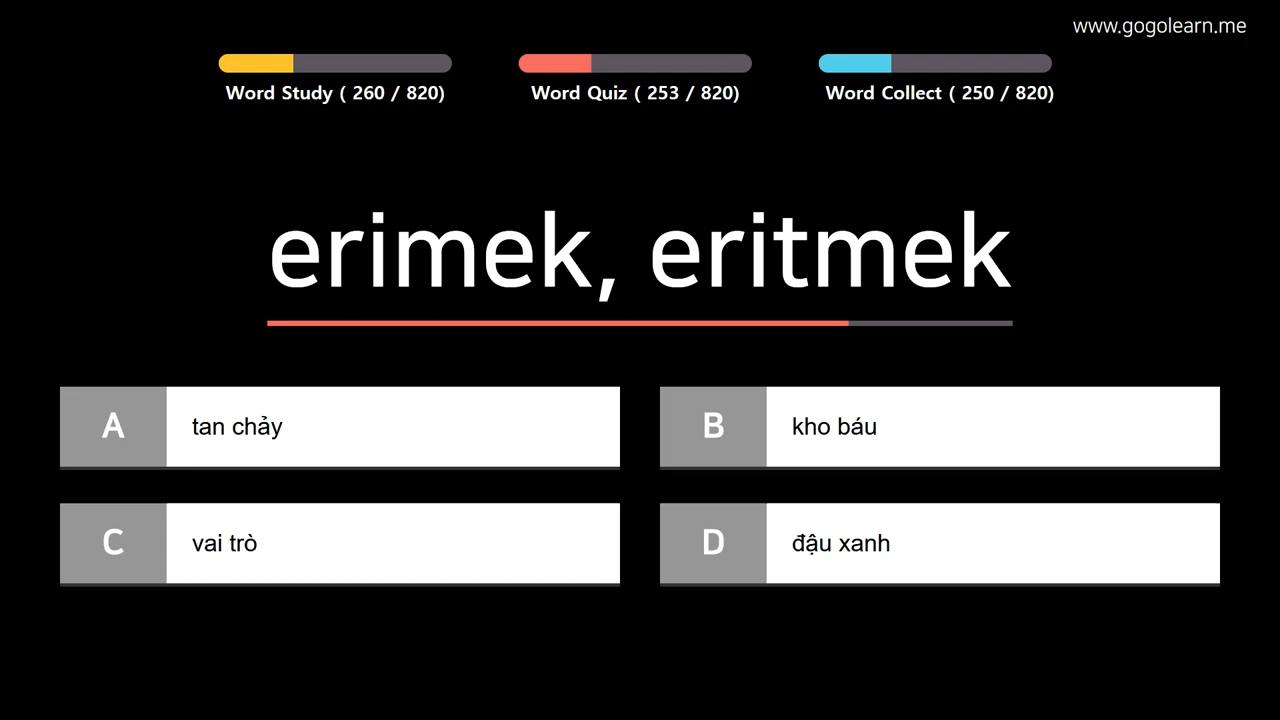 www.gogolearn.me
Word Study ( 260 / 820)
Word Quiz ( 253 / 820)
Word Collect ( 250 / 820)
erimek, eritmek
A tan chảy
B kho báu
C vai trò
D đậu xanh